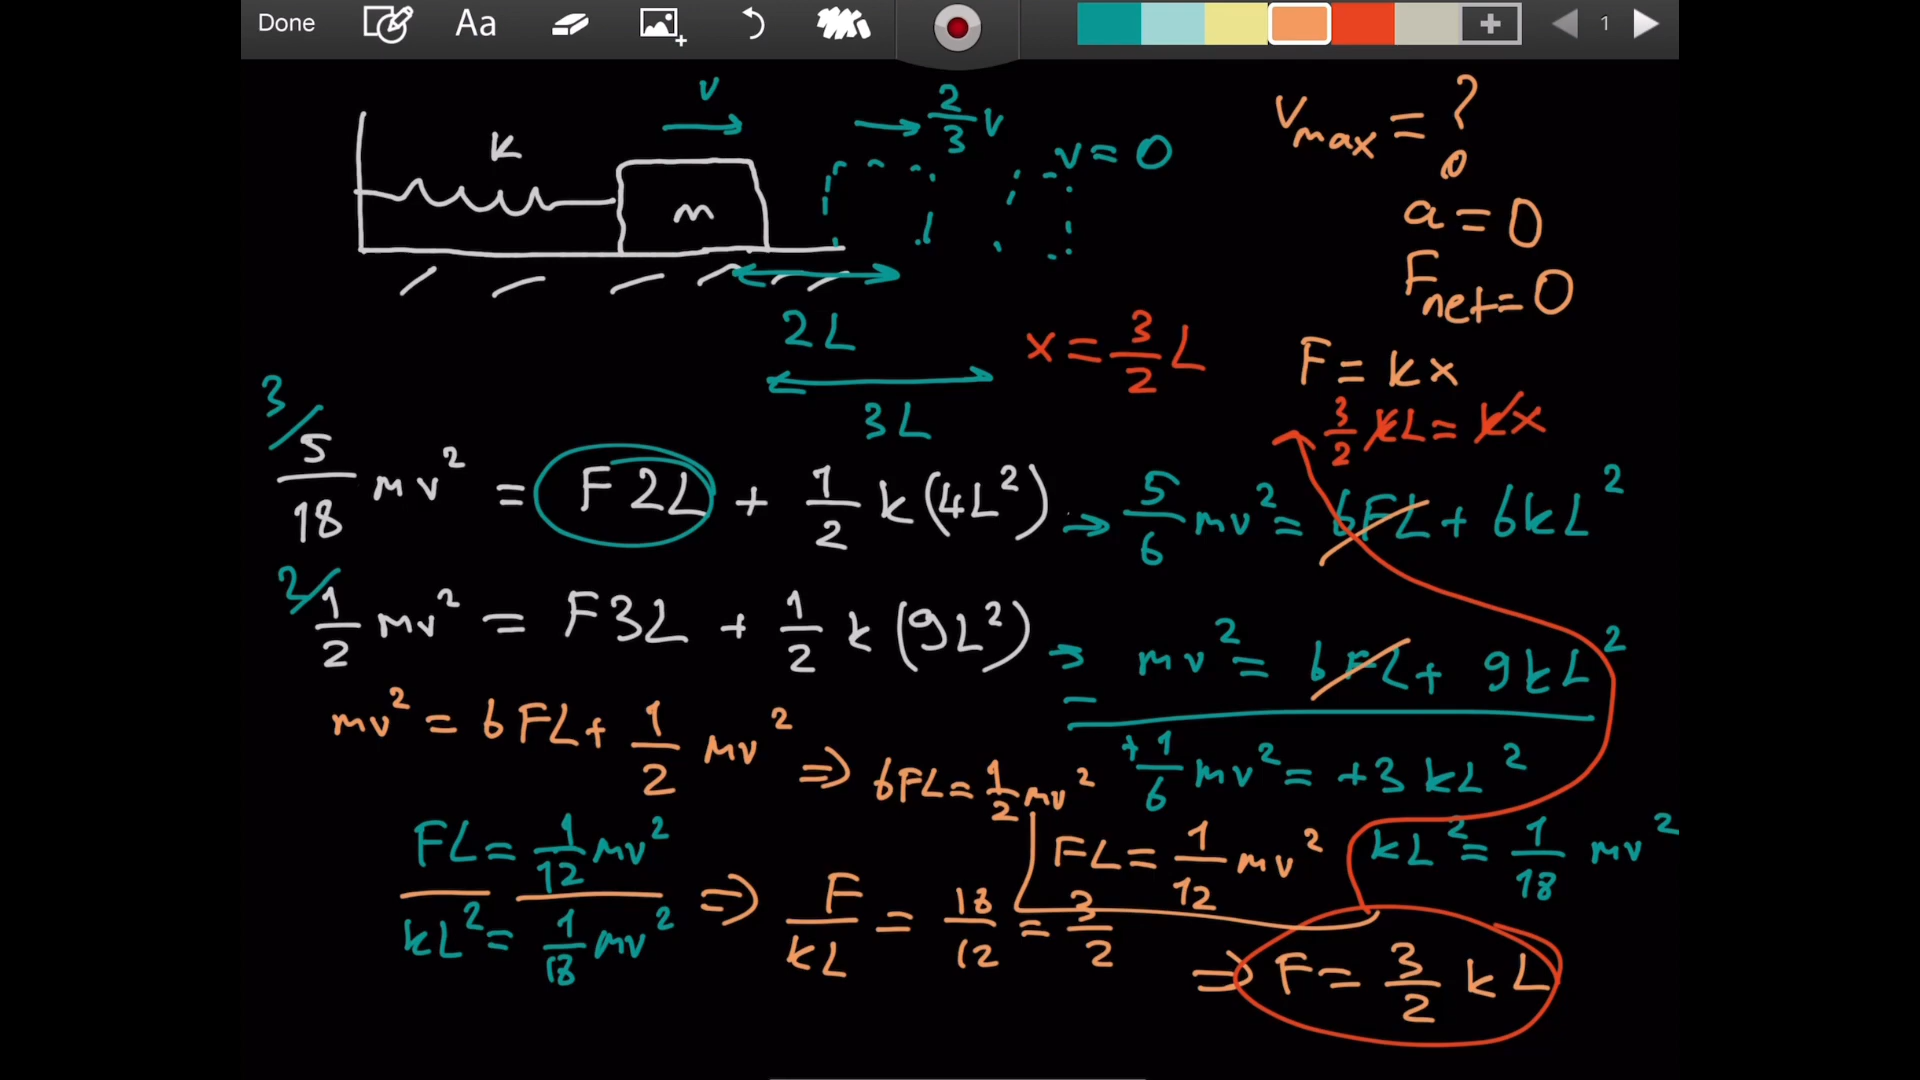 Done Aa 1
v
2/3 v
v = 0
k
m
2L
3L
x = 3/2 L
Vmax = ?
a = 0
Fnet = 0
F = kx
3/2 kL = kx
3/ 5/18 mv² = F2L + 1/2 k(4L²) → 5/6 mv² = 6FL + 6kL²
2/ 1/2 mv² = F3L + 1/2 k(9L²) → mv² = 6FL + 9kL²
mv² = 6FL + 1/2 mv² ⇒ 6FL = 1/2 mv²
−
+1/6 mv² = +3kL²
FL = 1/12 mv²
kL² = 1/18 mv²
FL = 1/12 mv²
kL² = 1/18 mv²
⇒ F/kL = 18/12 = 3/2
⇒ F = 3/2 kL